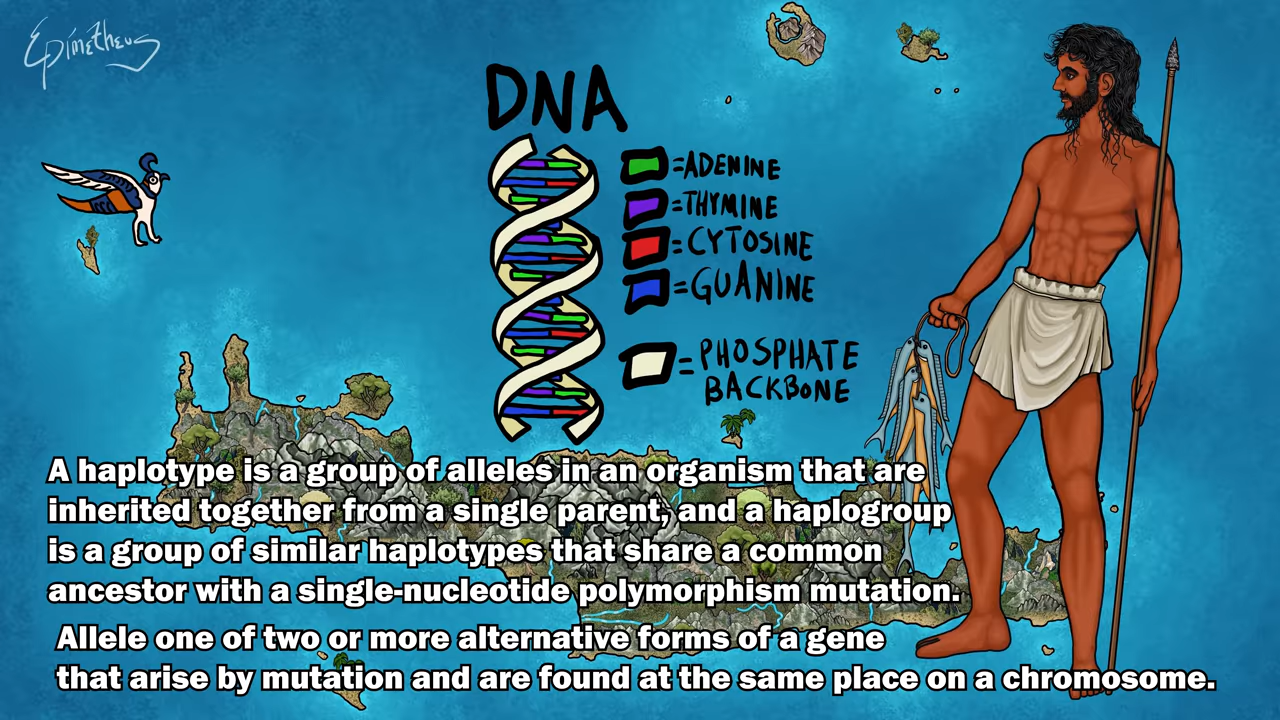 Epimetheus
DNA
=ADENINE
=THYMINE
=CYTOSINE
=GUANINE
=PHOSPHATE
BACKBONE
A haplotype is a group of alleles in an organism that are
inherited together from a single parent, and a haplogroup
is a group of similar haplotypes that share a common
ancestor with a single-nucleotide polymorphism mutation.
Allele one of two or more alternative forms of a gene
that arise by mutation and are found at the same place on a chromosome.